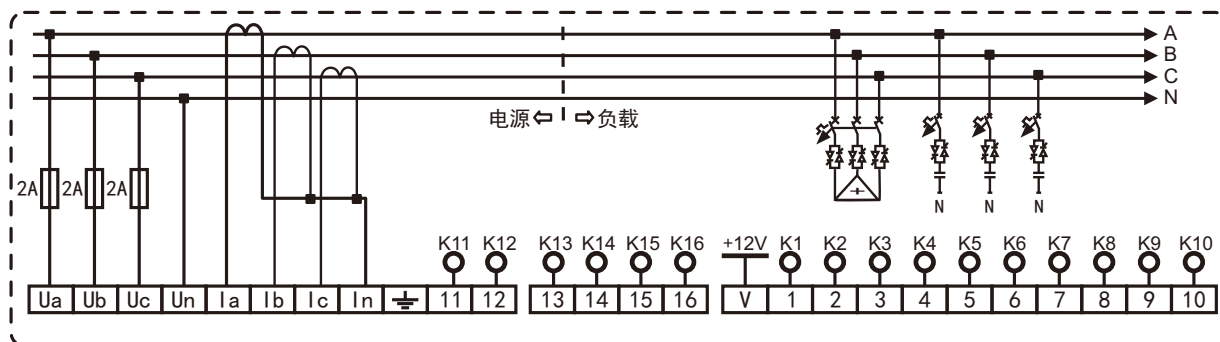 A
B
C
N
电源⇦ ⇨负载
2A 2A 2A
N N N
K11 K12 K13 K14 K15 K16 +12V K1 K2 K3 K4 K5 K6 K7 K8 K9 K10
Ua Ub Uc Un Ia Ib Ic In 11 12 13 14 15 16 V 1 2 3 4 5 6 7 8 9 10